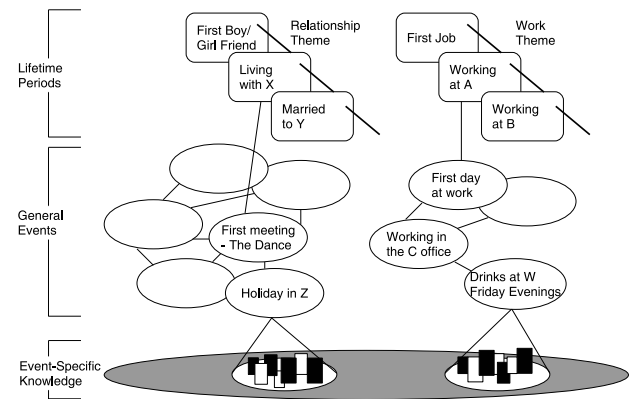 First Boy/
Girl Friend
Relationship
Theme
First Job
Work
Theme
Lifetime
Periods
Living
with X
Working
at A
Married
to Y
Working
at B
First day
at work
General
Events
First meeting
- The Dance
Working in
the C office
Holiday in Z
Drinks at W
Friday Evenings
Event-Specific
Knowledge